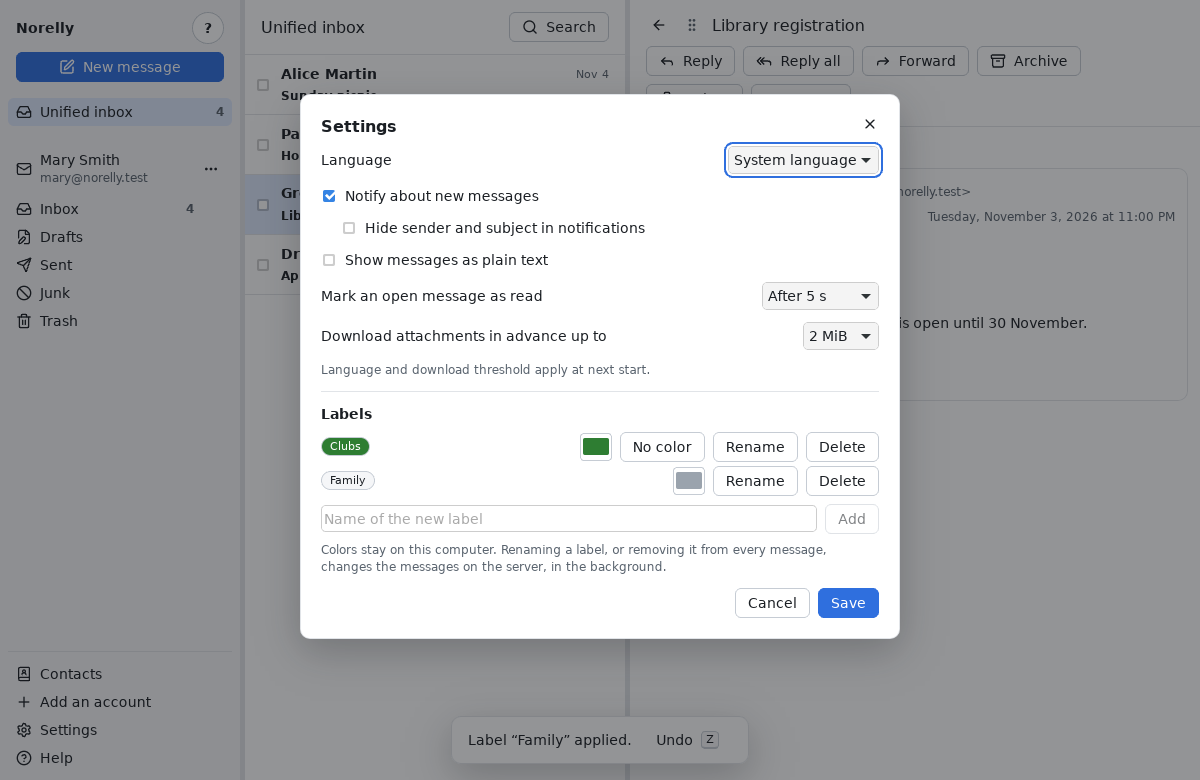 Norelly
?
New message
Unified inbox 4
Mary Smith
mary@norelly.test
Inbox 4
Drafts
Sent
Junk
Trash
Contacts
Add an account
Settings
Help
Unified inbox
Search
Alice Martin Nov 4
Library registration
Reply
Reply all
Forward
Archive
norelly.test>
Tuesday, November 3, 2026 at 11:00 PM
is open until 30 November.
Settings
Language System language
Notify about new messages
Hide sender and subject in notifications
Show messages as plain text
Mark an open message as read After 5 s
Download attachments in advance up to 2 MiB
Language and download threshold apply at next start.
Labels
Clubs No color Rename Delete
Family Rename Delete
Name of the new label Add
Colors stay on this computer. Renaming a label, or removing it from every message,
changes the messages on the server, in the background.
Cancel Save
Label “Family” applied. Undo Z